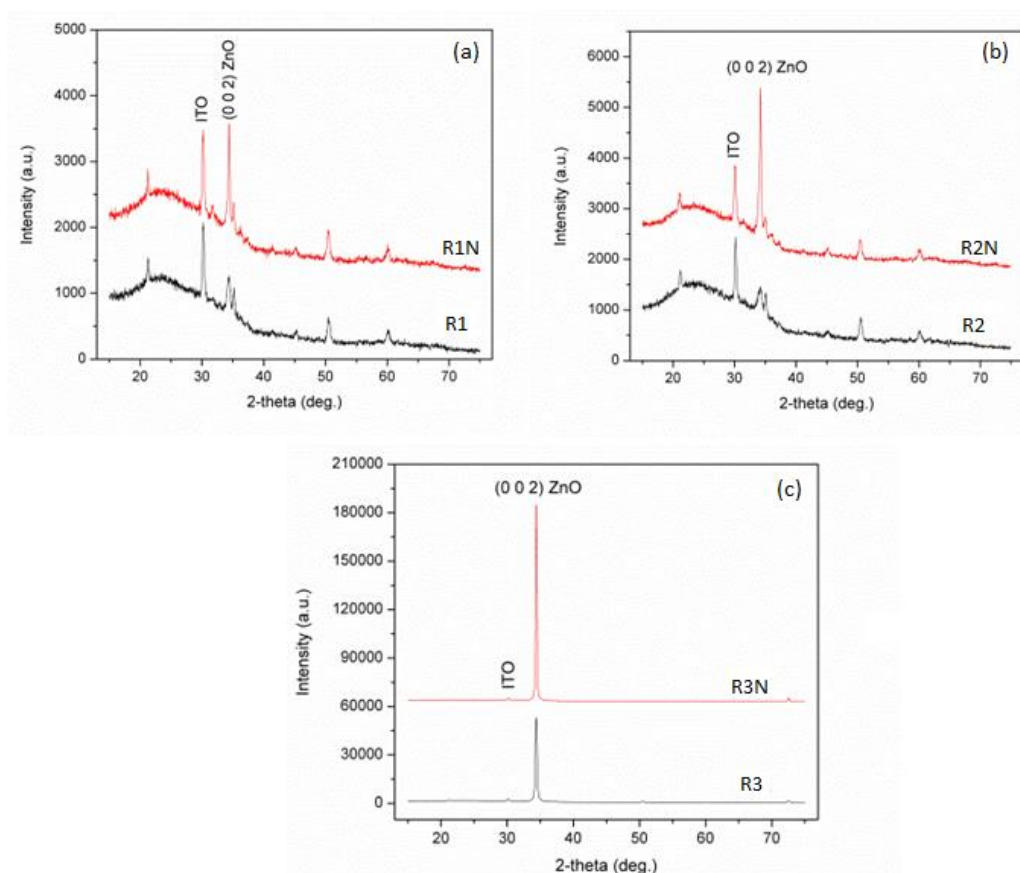 (a)
5000
4000
3000
2000
1000
0
Intensity (a.u.)
ITO
(0 0 2) ZnO
R1N
R1
20 30 40 50 60 70
2-theta (deg.)
(b)
6000
5000
4000
3000
2000
1000
0
Intensity (a.u.)
(0 0 2) ZnO
ITO
R2N
R2
20 30 40 50 60 70
2-theta (deg.)
(c)
210000
180000
150000
120000
90000
60000
30000
0
Intensity (a.u.)
(0 0 2) ZnO
ITO
R3N
R3
20 30 40 50 60 70
2-theta (deg.)